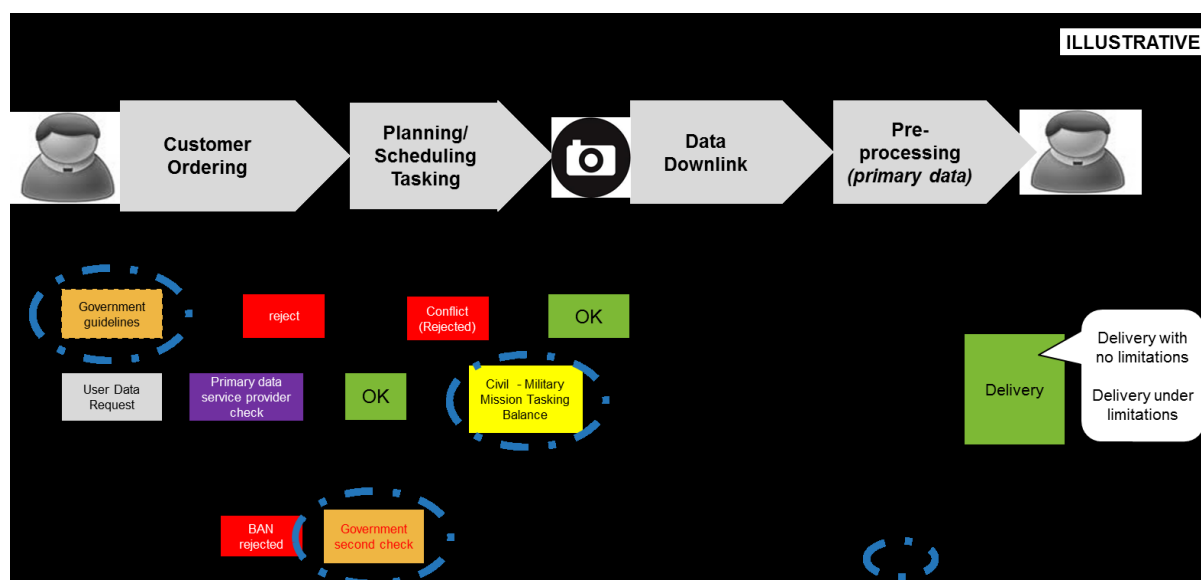 ILLUSTRATIVE
Customer
Ordering
Planning/
Scheduling
Tasking
Data
Downlink
Pre-
processing
(primary data)
Government
guidelines
reject
Conflict
(Rejected)
OK
Delivery with
no limitations
Delivery under
limitations
Delivery
User Data
Request
Primary data
service provider
check
OK
Civil - Military
Mission Tasking
Balance
BAN
rejected
Government
second check